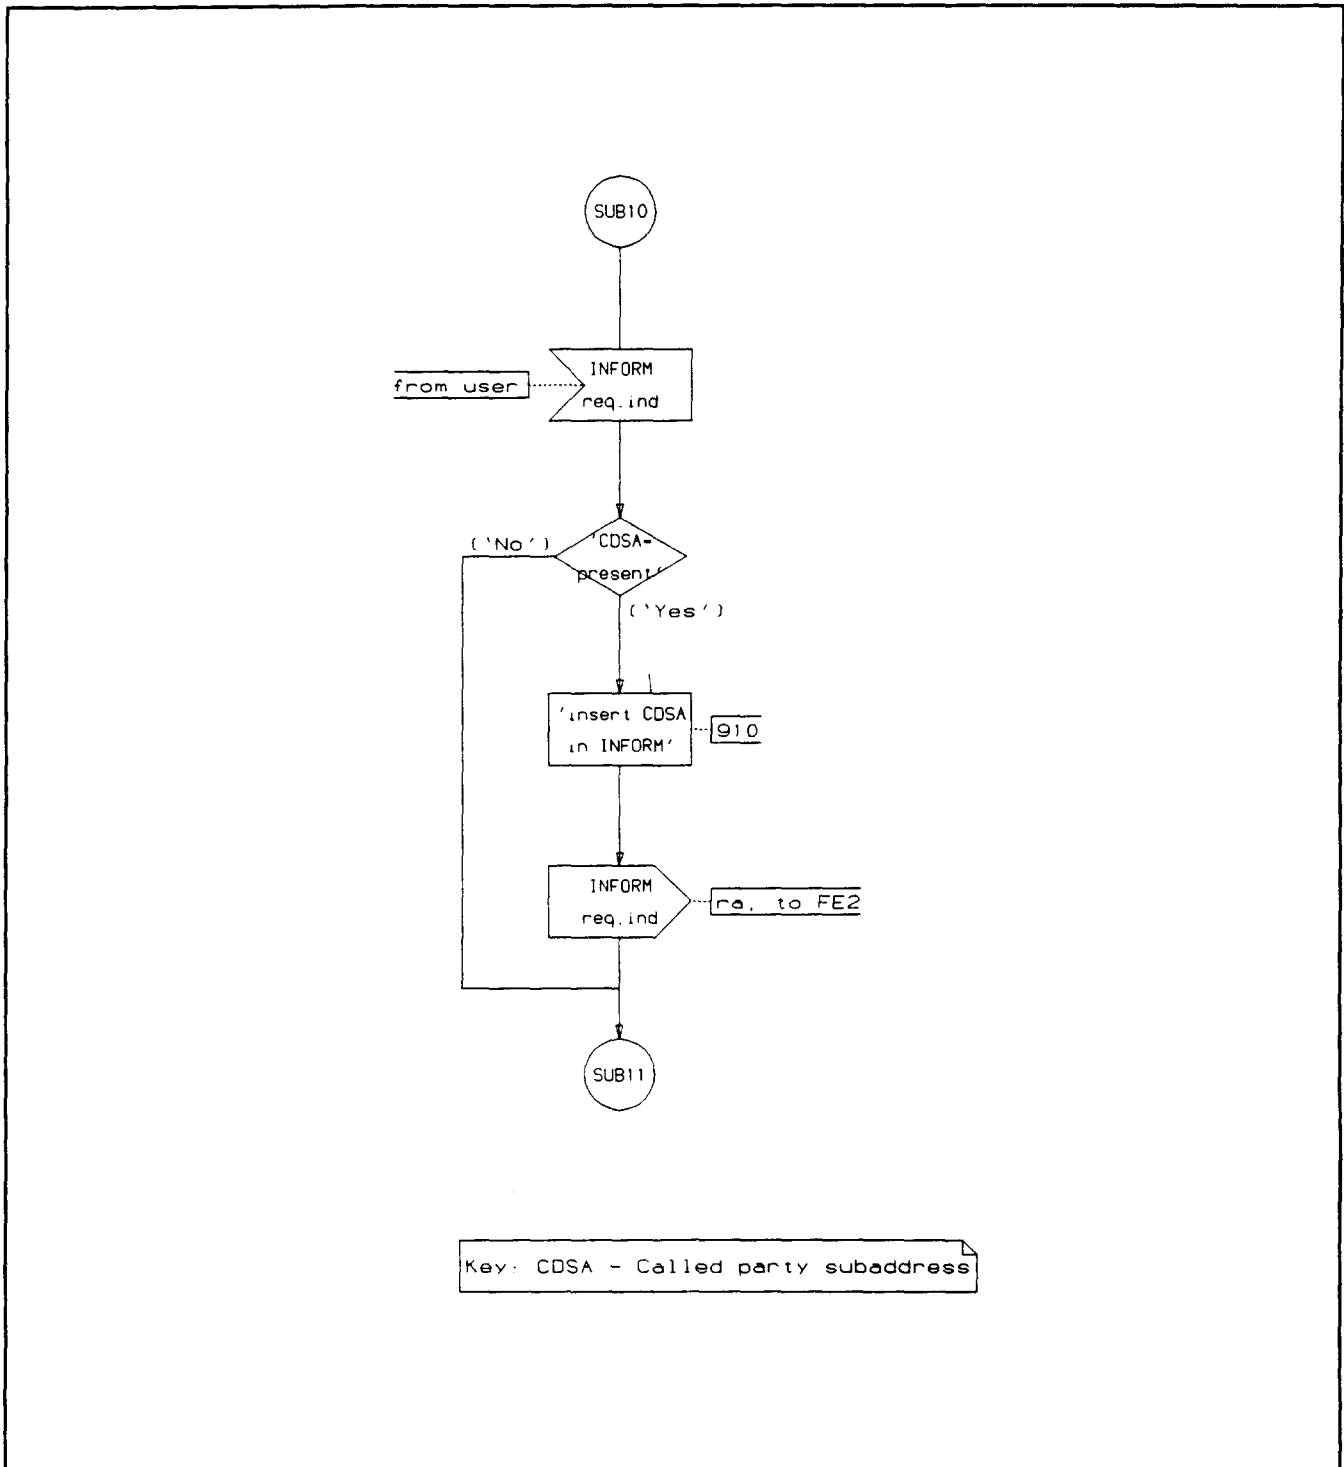 SUB10
INFORM
req.ind
from user
('No')
'CDSA-
present'
('Yes')
'insert CDSA
in INFORM'
910
INFORM
req.ind
ra, to FE2
SUB11
Key: CDSA - Called party subaddress